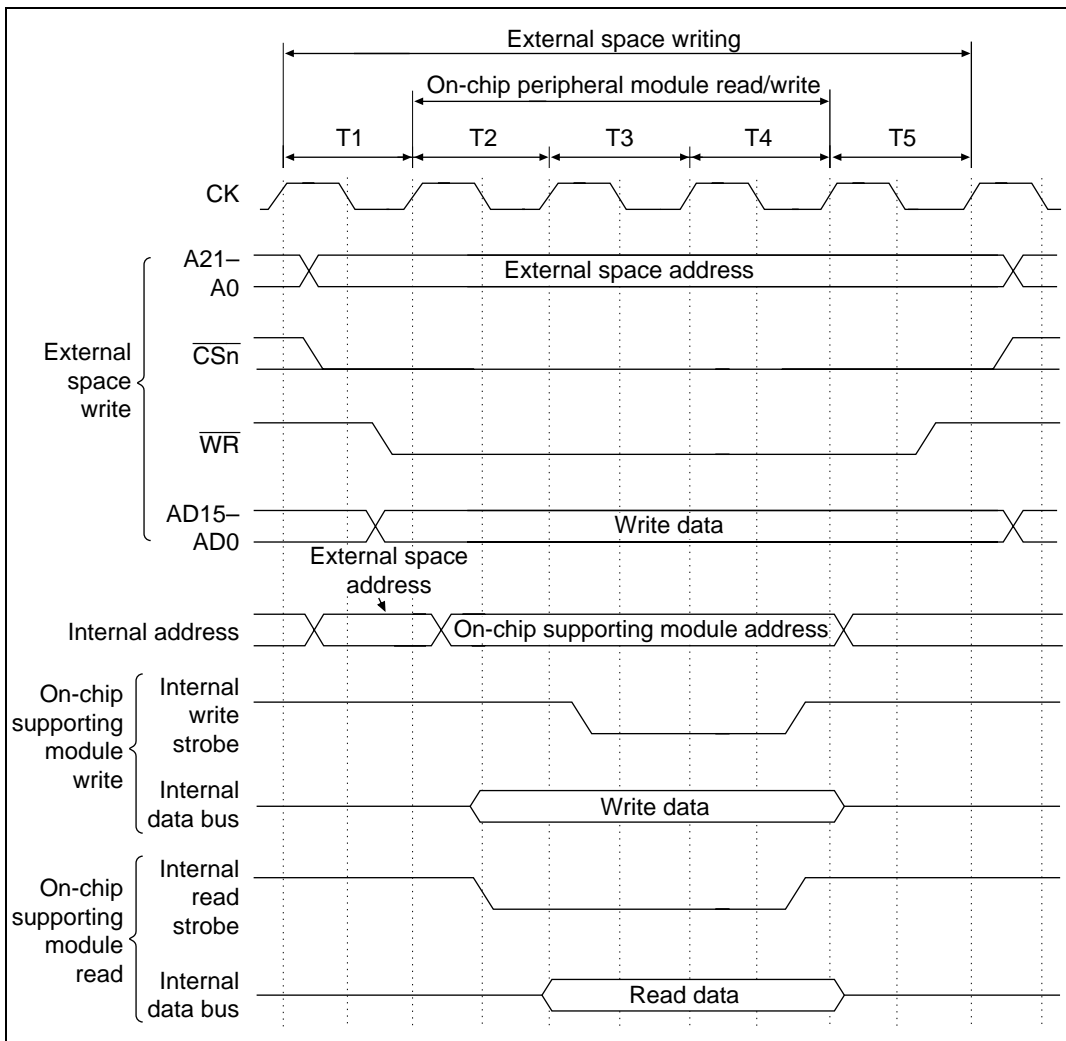 External space writing
On-chip peripheral module read/write
T1 T2 T3 T4 T5
CK
A21–
A0
External space address
External
space
write
CSn
WR
AD15–
AD0
Write data
External space
address
Internal address
On-chip supporting module address
On-chip
supporting
module
write
Internal
write
strobe
Internal
data bus
Write data
On-chip
supporting
module
read
Internal
read
strobe
Internal
data bus
Read data